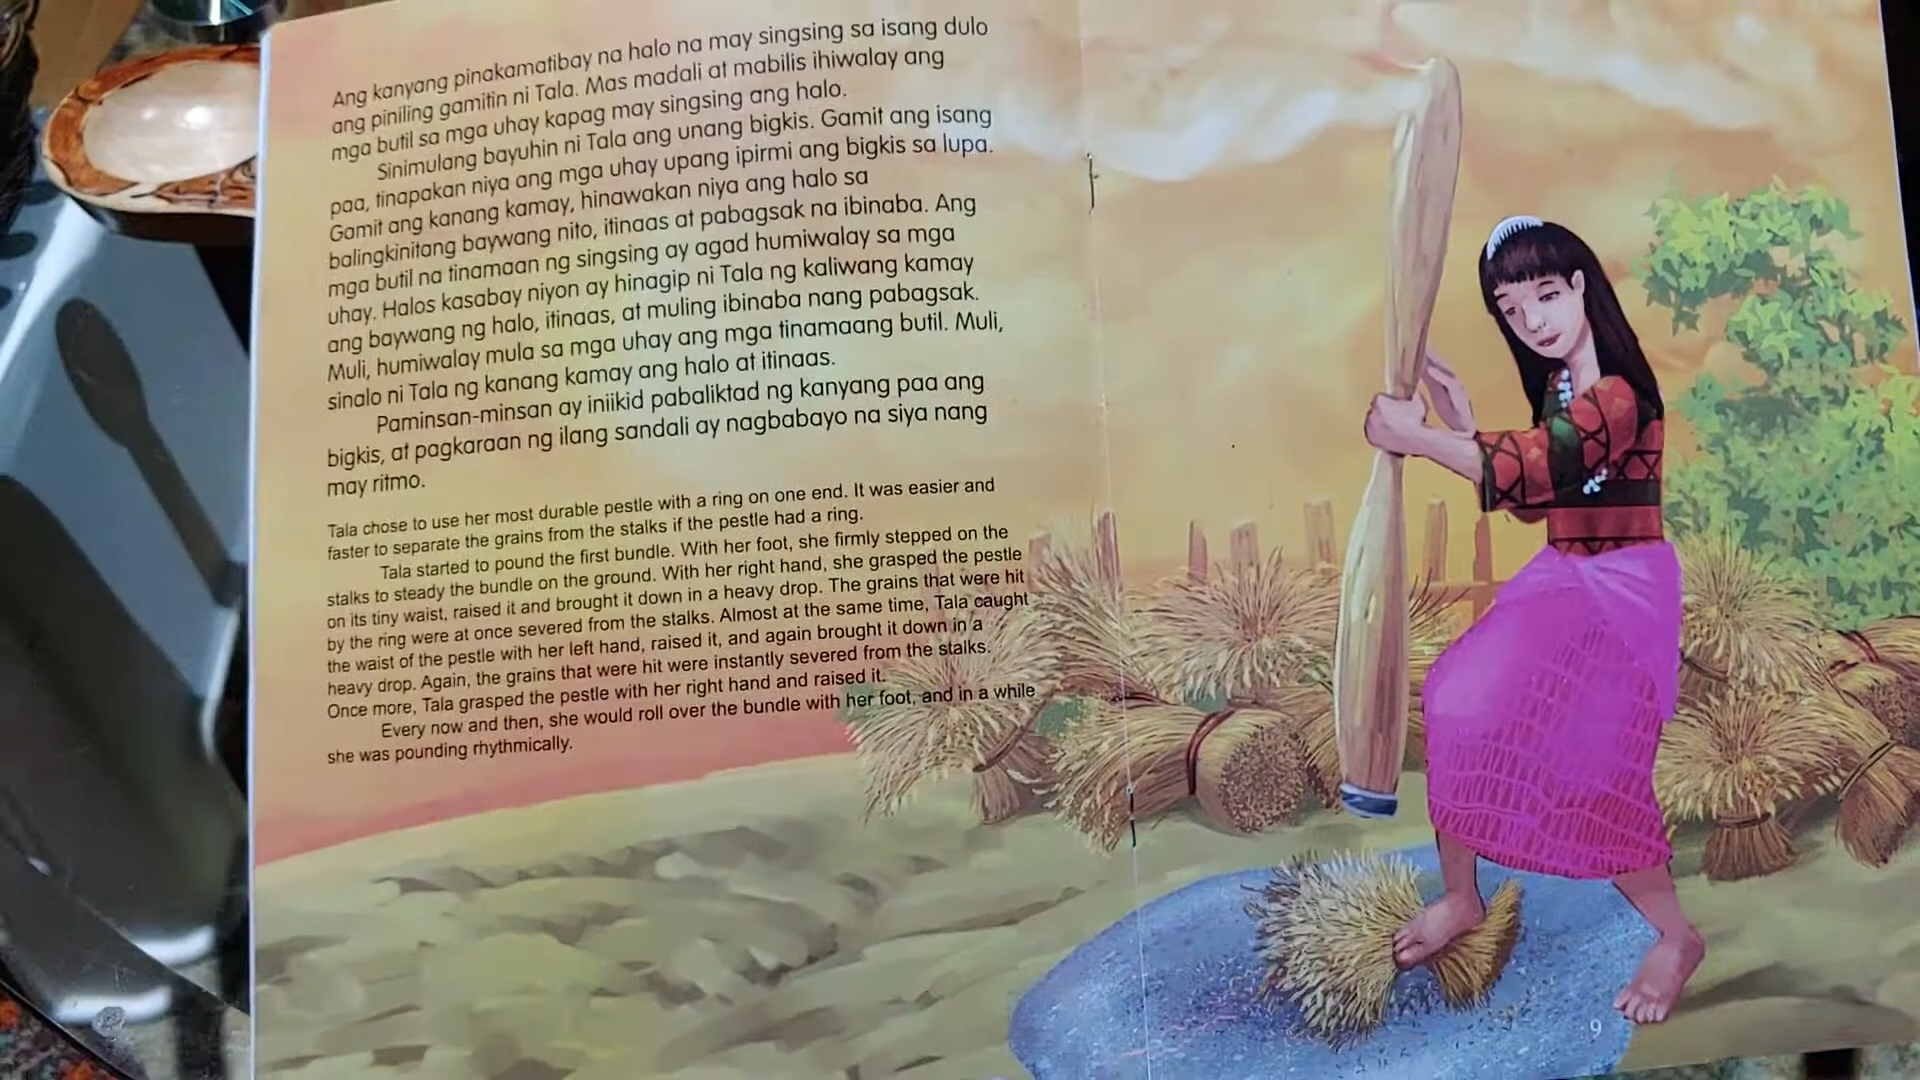 Ang kanyang pinakamatibay na halo na may singsing sa isang dulo
ang piniling gamitin ni Tala. Mas madali at mabilis ihiwalay ang
mga butil sa mga uhay kapag may singsing ang halo.
Sinimulang bayuhin ni Tala ang unang bigkis. Gamit ang isang
paa, tinapakan niya ang mga uhay upang ipirmi ang bigkis sa lupa.
Gamit ang kanang kamay, hinawakan niya ang halo sa
balingkinitang baywang nito, itinaas at pabagsak na ibinaba. Ang
mga butil na tinamaan ng singsing ay agad humiwalay sa mga
uhay. Halos kasabay niyon ay hinagip ni Tala ng kaliwang kamay
ang baywang ng halo, itinaas, at muling ibinaba nang pabagsak.
Muli, humiwalay mula sa mga uhay ang mga tinamaang butil. Muli,
sinalo ni Tala ng kanang kamay ang halo at itinaas.
Paminsan-minsan ay iniikid pabaliktad ng kanyang paa ang
bigkis, at pagkaraan ng ilang sandali ay nagbabayo na siya nang
may ritmo.
Tala chose to use her most durable pestle with a ring on one end. It was easier and
faster to separate the grains from the stalks if the pestle had a ring.
Tala started to pound the first bundle. With her foot, she firmly stepped on the
stalks to steady the bundle on the ground. With her right hand, she grasped the pestle
on its tiny waist, raised it and brought it down in a heavy drop. The grains that were hit
by the ring were at once severed from the stalks. Almost at the same time, Tala caught
the waist of the pestle with her left hand, raised it, and again brought it down in a
heavy drop. Again, the grains that were hit were instantly severed from the stalks.
Once more, Tala grasped the pestle with her right hand and raised it.
Every now and then, she would roll over the bundle with her foot, and in a while
she was pounding rhythmically.
9